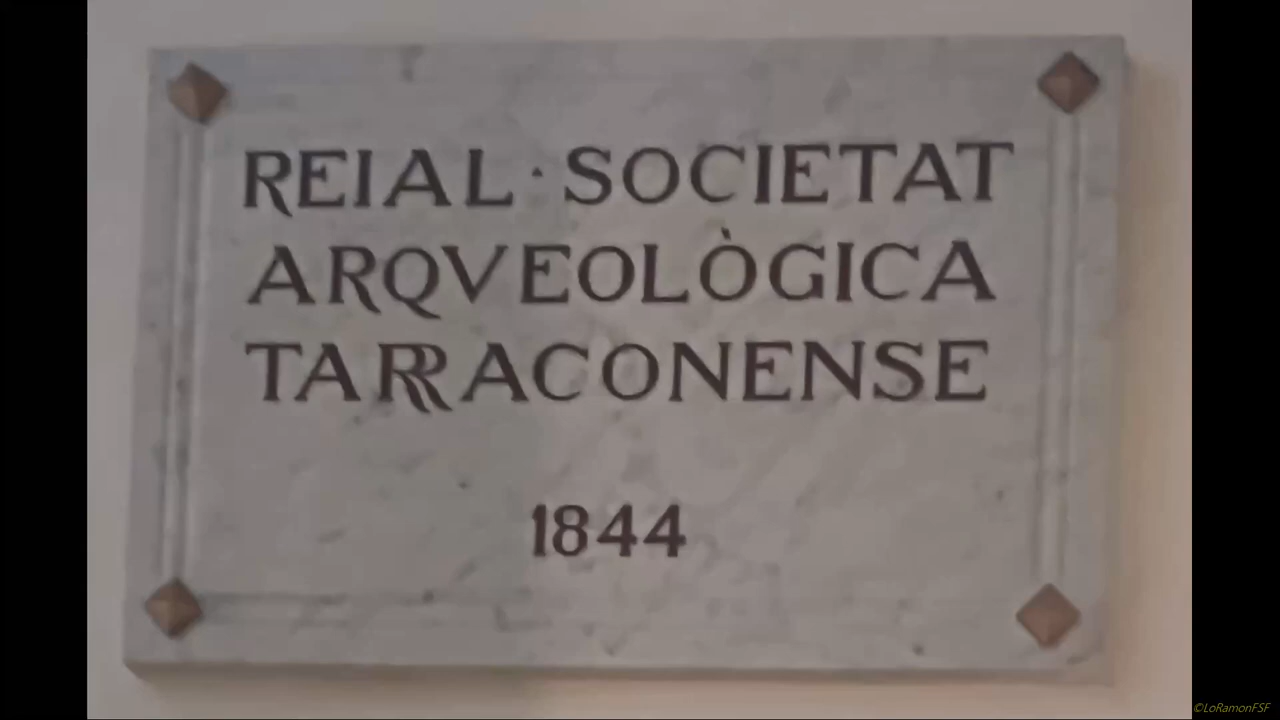 REIAL · SOCIETAT
ARQVEOLÒGICA
TARRACONENSE
1844
©LoRamonFSF